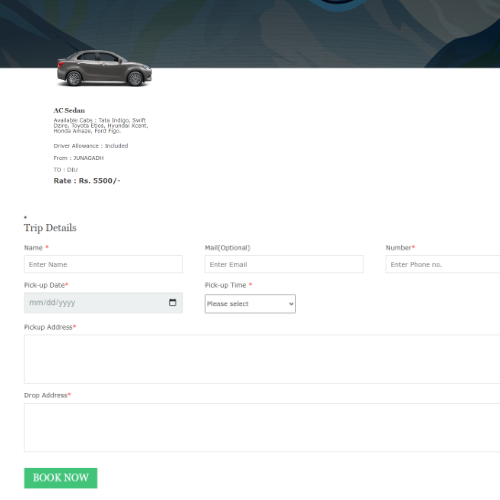 AC Sedan
Available Cabs : Tata Indigo, Swift
Dzire, Toyota Etios, Hyundai Xcent,
Honda Amaze, Ford Figo.
Driver Allowance : Included
From : JUNAGADH
TO : DIU
Rate : Rs. 5500/-
Trip Details
Name * Mail(Optional) Number*
Enter Name Enter Email Enter Phone no.
Pick-up Date* Pick-up Time *
mm/dd/yyyy Please select
Pickup Address*
Drop Address*
BOOK NOW